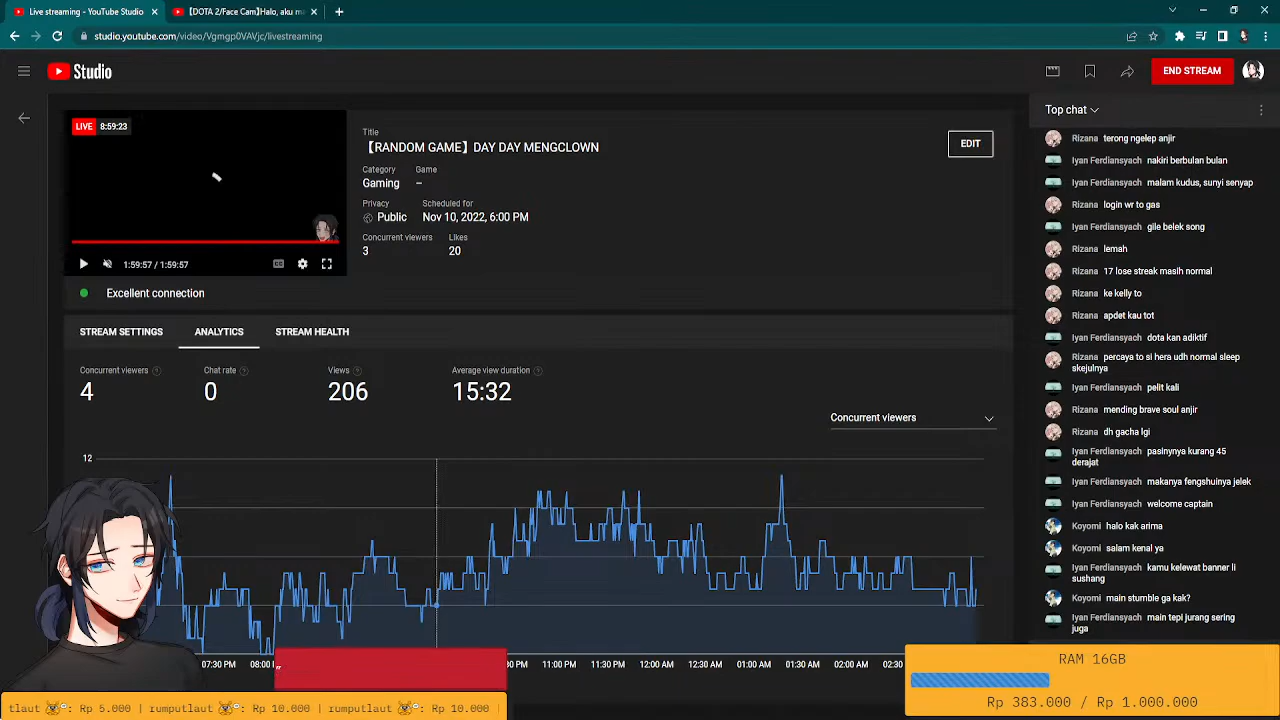 Live streaming - YouTube Studio
【DOTA 2/Face Cam】Halo, aku m
studio.youtube.com/video/Vgmgp0VAVjc/livestreaming
Studio
END STREAM
LIVE 8:59:23
1:59:57 / 1:59:57
Title
【RANDOM GAME】 DAY DAY MENGCLOWN
Category Game
Gaming –
Privacy Scheduled for
Public Nov 10, 2022, 6:00 PM
Concurrent viewers Likes
3 20
EDIT
Excellent connection
STREAM SETTINGS ANALYTICS STREAM HEALTH
Concurrent viewers Chat rate Views Average view duration
4 0 206 15:32
Concurrent viewers
12
07:30 PM 08:00 PM 11:00 PM 11:30 PM 12:00 AM 12:30 AM 01:00 AM 01:30 AM 02:00 AM 02:30
Top chat
Rizana terong ngelep anjir
Iyan Ferdiansyach nakiri berbulan bulan
Iyan Ferdiansyach malam kudus, sunyi senyap
Rizana login wr to gas
Iyan Ferdiansyach gile belek song
Rizana lemah
Rizana 17 lose streak masih normal
Rizana ke kelly to
Rizana apdet kau tot
Iyan Ferdiansyach dota kan adiktif
Rizana percaya to si hera udh normal sleep
skejulnya
Iyan Ferdiansyach pelit kali
Rizana mending brave soul anjir
Rizana dh gacha lgi
Iyan Ferdiansyach pasinynya kurang 45
derajat
Iyan Ferdiansyach makanya fengshuinya jelek
Iyan Ferdiansyach welcome captain
Koyomi halo kak arima
Koyomi salam kenal ya
Iyan Ferdiansyach kamu kelewat banner li
sushang
Koyomi main stumble ga kak?
Iyan Ferdiansyach main tepi jurang sering
juga
RAM 16GB
Rp 383.000 / Rp 1.000.000
tlaut : Rp 5.000 | rumputlaut : Rp 10.000 | rumputlaut : Rp 10.000 |